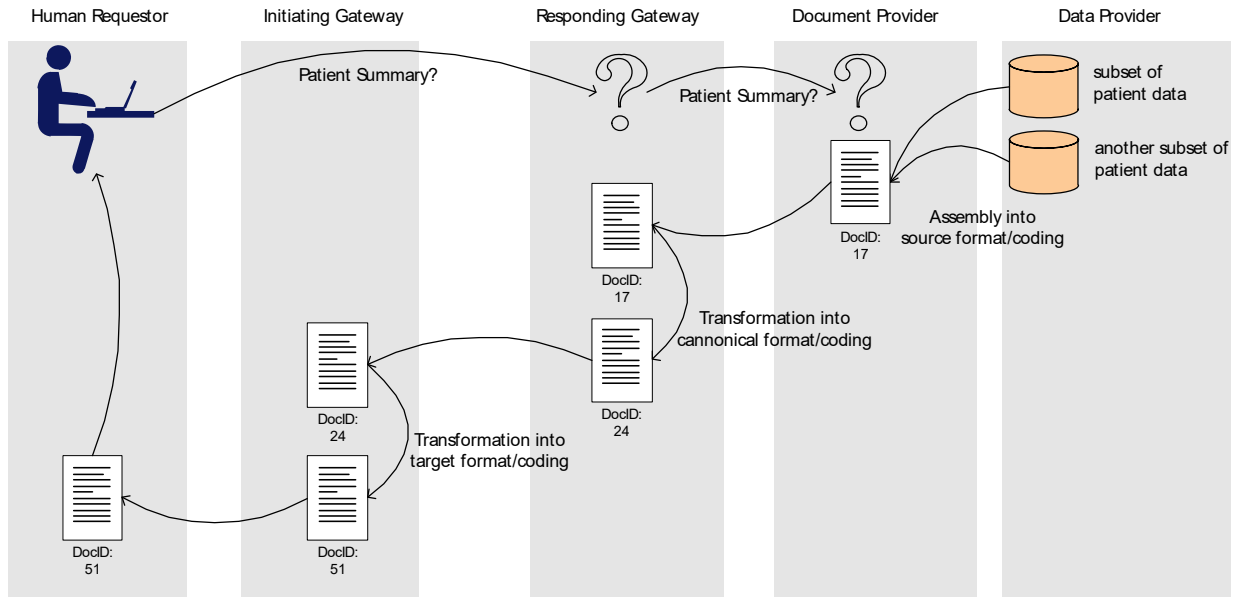 Human Requestor
Initiating Gateway
Responding Gateway
Document Provider
Data Provider
Patient Summary?
Patient Summary?
subset of
patient data
another subset of
patient data
Assembly into
source format/coding
DocID:
17
DocID:
17
Transformation into
cannonical format/coding
DocID:
24
DocID:
24
Transformation into
target format/coding
DocID:
51
DocID:
51